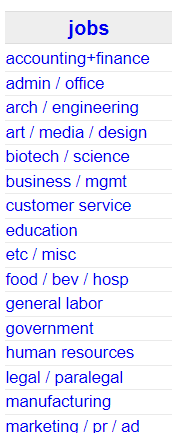 jobs
accounting+finance
admin / office
arch / engineering
art / media / design
biotech / science
business / mgmt
customer service
education
etc / misc
food / bev / hosp
general labor
government
human resources
legal / paralegal
manufacturing
marketing / pr / ad